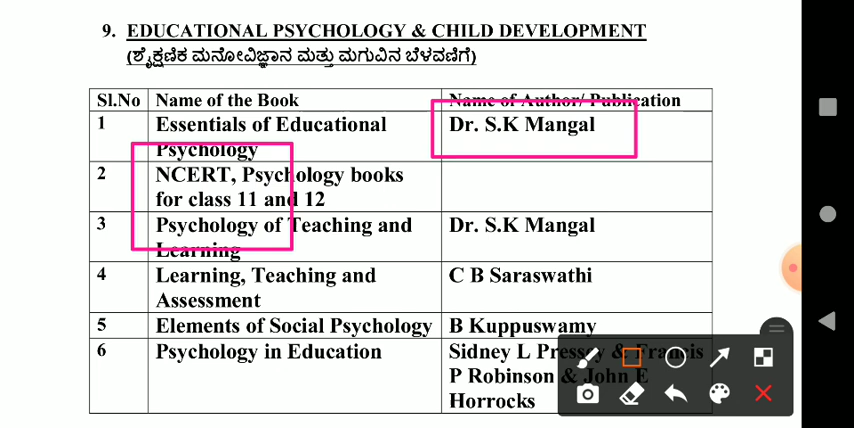 9. EDUCATIONAL PSYCHOLOGY & CHILD DEVELOPMENT
(ಶೈಕ್ಷಣಿಕ ಮನೋವಿಜ್ಞಾನ ಮತ್ತು ಮಗುವಿನ ಬೆಳವಣಿಗೆ)
Sl.No Name of the Book Name of Author/ Publication
1 Essentials of Educational Dr. S.K Mangal
Psychology
2 NCERT, Psychology books
for class 11 and 12
3 Psychology of Teaching and Dr. S.K Mangal
Learning
4 Learning, Teaching and C B Saraswathi
Assessment
5 Elements of Social Psychology B Kuppuswamy
6 Psychology in Education Sidney L Pressey & Francis
P Robinson & John E
Horrocks